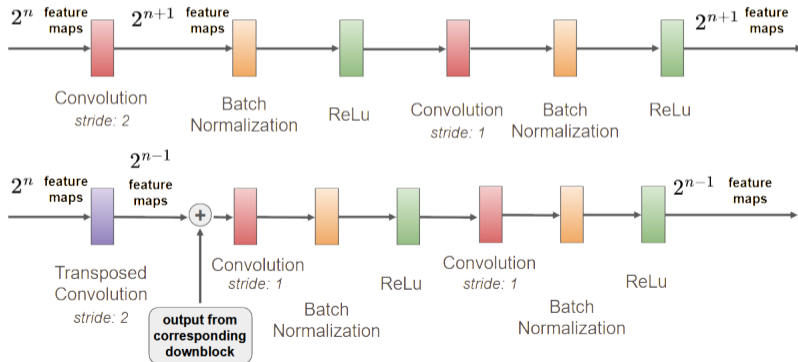 2^n feature maps
2^{n+1} feature maps
2^{n+1} feature maps
Convolution
stride: 2
Batch
Normalization
ReLu
Convolution
stride: 1
Batch
Normalization
ReLu
2^n feature maps
2^{n-1}
feature
maps
2^{n-1} feature maps
+
Transposed
Convolution
stride: 2
Convolution
stride: 1
Batch
Normalization
ReLu
Convolution
stride: 1
Batch
Normalization
ReLu
output from
corresponding
downblock